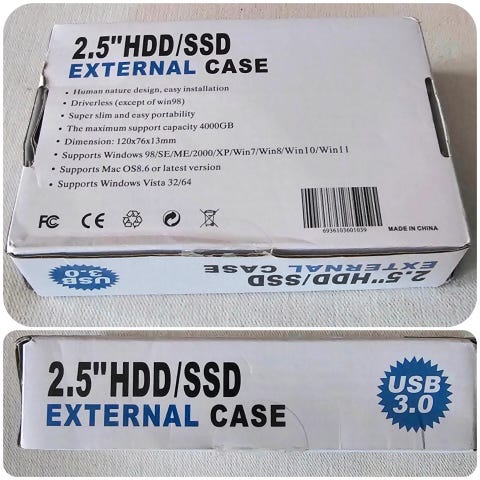 2.5"HDD/SSD
EXTERNAL CASE
• Human nature design, easy installation
• Driverless (except of win98)
• Super slim and easy portability
• The maximum support capacity 4000GB
• Dimension: 120x76x13mm
• Supports Windows 98/SE/ME/2000/XP/Win7/Win8/Win10/Win11
• Supports Mac OS8.6 or latest version
• Supports Windows Vista 32/64
FC CE
6936103601039
MADE IN CHINA
USB
3.0
2.5"HDD/SSD
EXTERNAL CASE
2.5"HDD/SSD
EXTERNAL CASE
USB
3.0